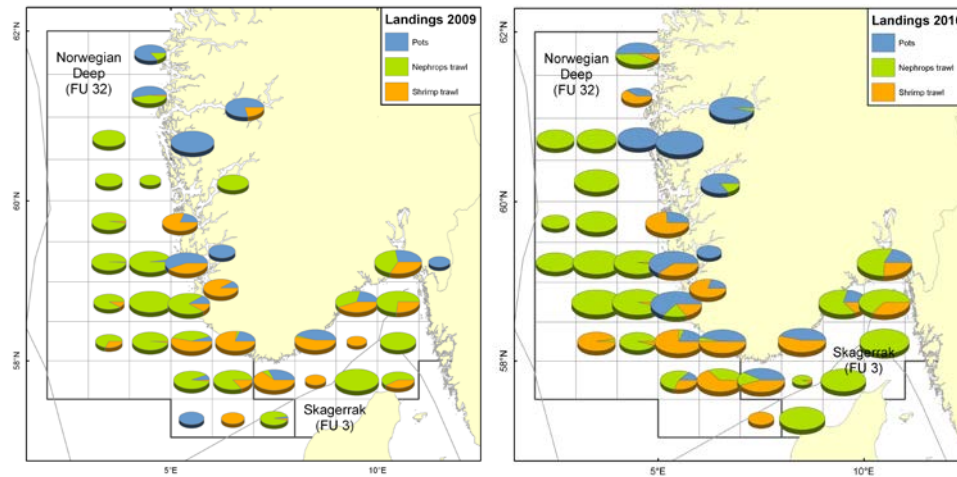 Landings 2009
Pots
Nephrops trawl
Shrimp trawl
Norwegian
Deep
(FU 32)
Skagerrak
(FU 3)
62°N
60°N
58°N
5°E
10°E
Landings 2010
Pots
Nephrops trawl
Shrimp trawl
Norwegian
Deep
(FU 32)
Skagerrak
(FU 3)
62°N
60°N
58°N
5°E
10°E